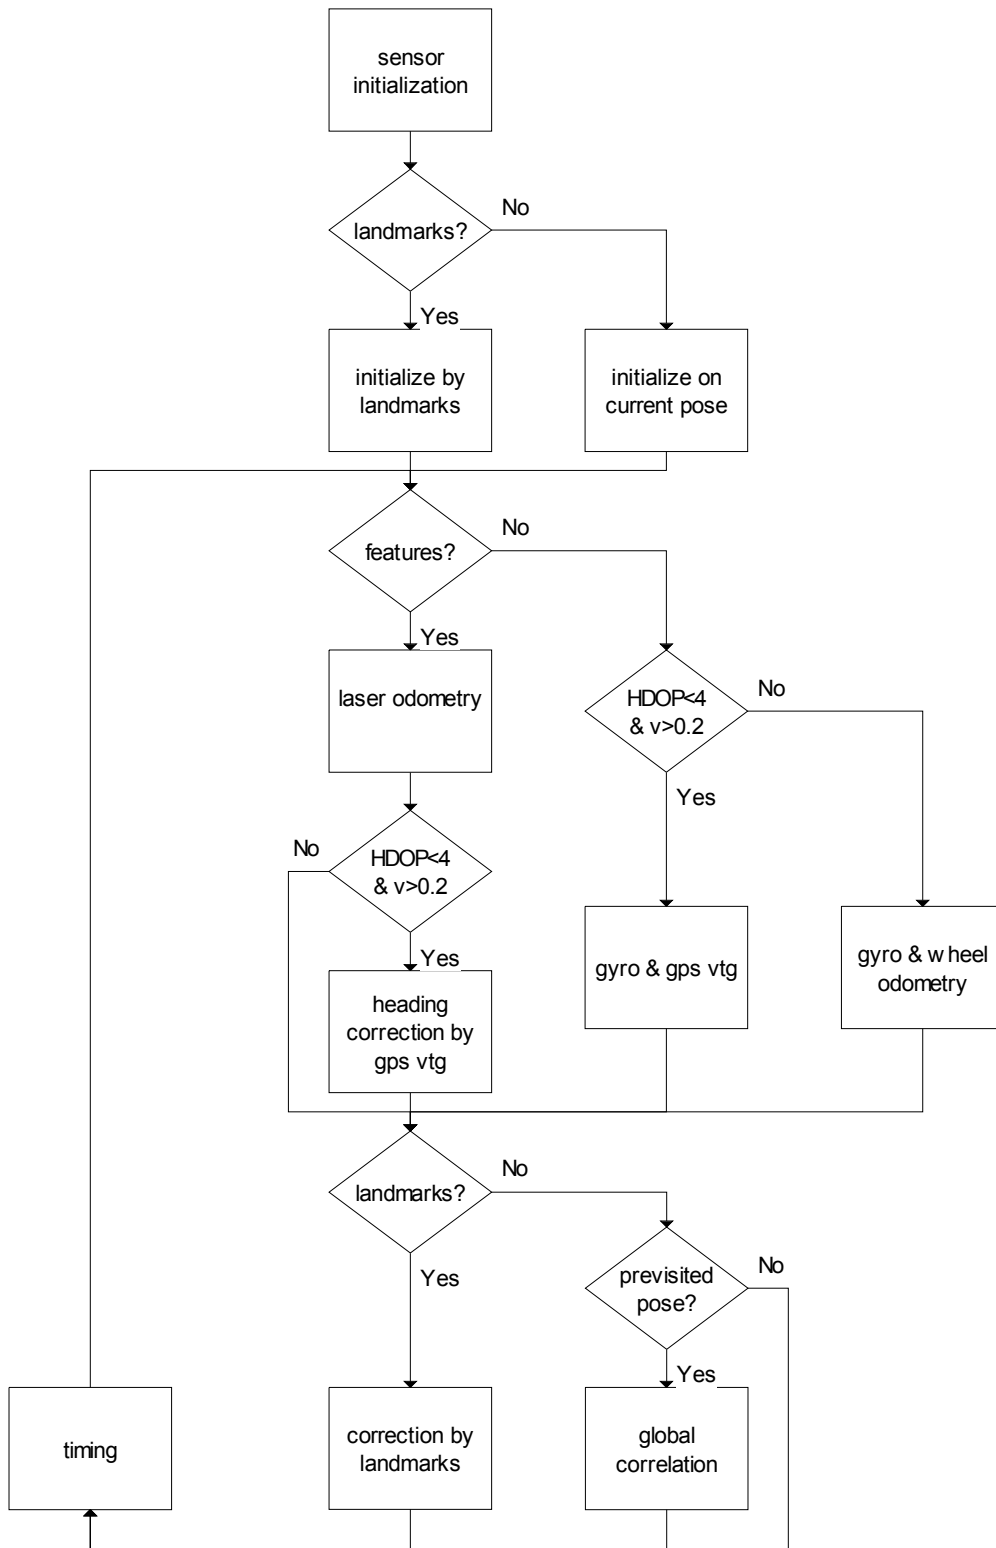 sensor
initialization
landmarks?
No
Yes
initialize by
landmarks
initialize on
current pose
features?
No
Yes
laser odometry
HDOP<4
& v>0.2
No
Yes
No
HDOP<4
& v>0.2
Yes
heading
correction by
gps vtg
gyro & gps vtg
gyro & wheel
odometry
landmarks?
No
Yes
previsited
pose?
No
Yes
timing
correction by
landmarks
global
correlation